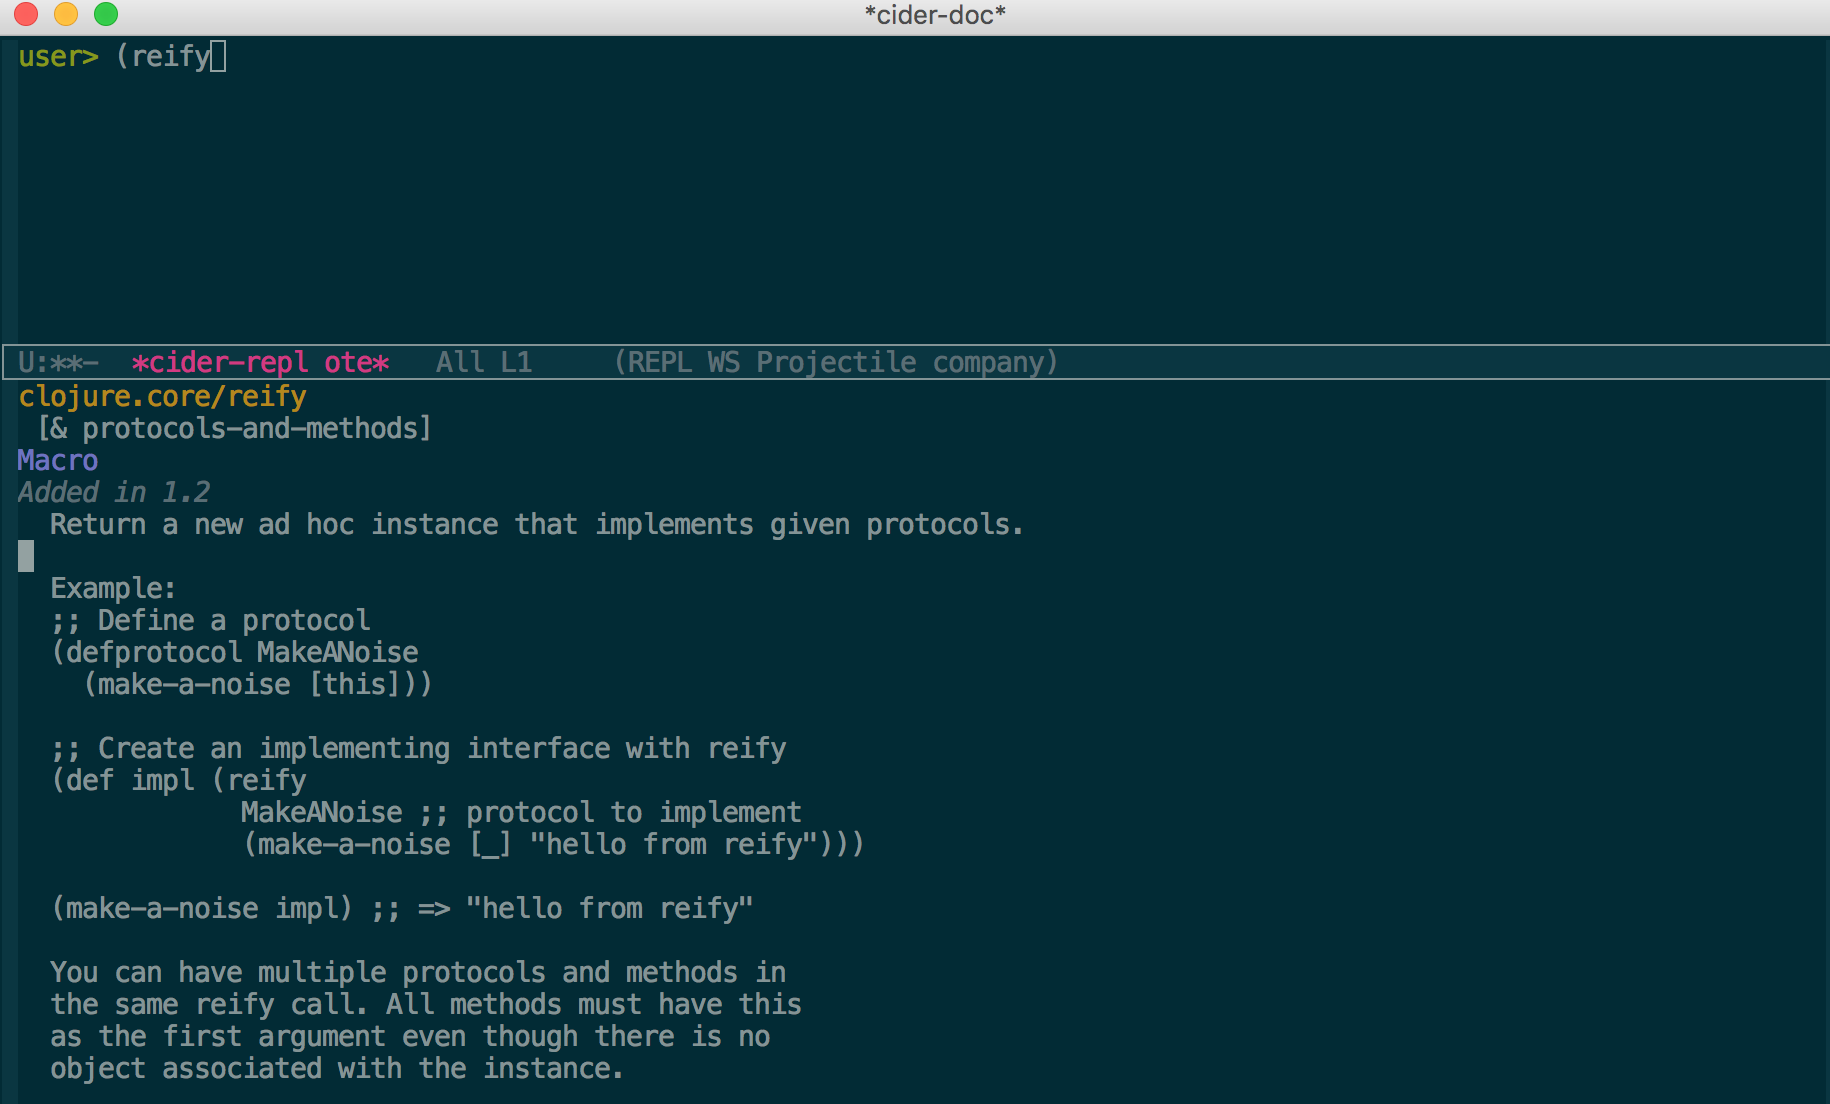 *cider-doc*
user> (reify
U:**-  *cider-repl ote*   All L1     (REPL WS Projectile company)
clojure.core/reify
 [& protocols-and-methods]
Macro
Added in 1.2
  Return a new ad hoc instance that implements given protocols.
  Example:
  ;; Define a protocol
  (defprotocol MakeANoise
    (make-a-noise [this]))
  ;; Create an implementing interface with reify
  (def impl (reify
              MakeANoise ;; protocol to implement
              (make-a-noise [_] "hello from reify")))
  (make-a-noise impl) ;; => "hello from reify"
  You can have multiple protocols and methods in
  the same reify call. All methods must have this
  as the first argument even though there is no
  object associated with the instance.